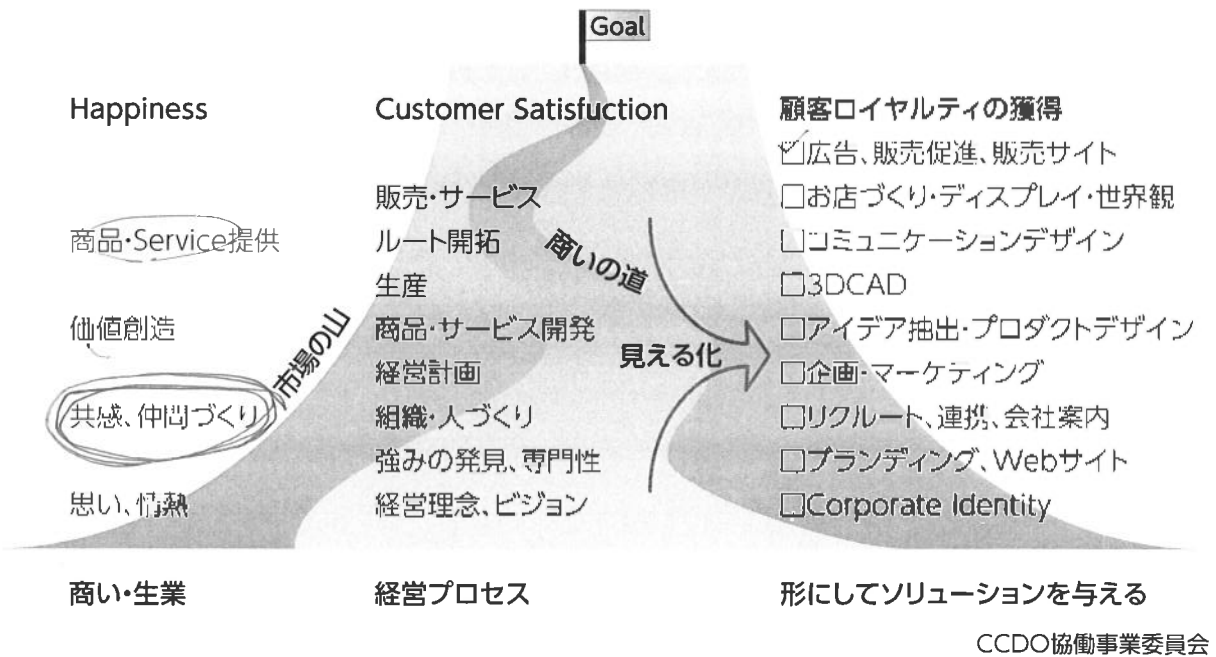 Goal
Happiness
商品・Service提供
価値創造
共感、仲間づくり
思い、情熱
商い・生業
市場の山
Customer Satisfuction
販売・サービス
ルート開拓
生産
商品・サービス開発
経営計画
組織・人づくり
強みの発見、専門性
経営理念、ビジョン
経営プロセス
商いの道
見える化
顧客ロイヤルティの獲得
広告、販売促進、販売サイト
お店づくり・ディスプレイ・世界観
コミュニケーションデザイン
3DCAD
アイデア抽出・プロダクトデザイン
企画・マーケティング
リクルート、連携、会社案内
ブランディング、Webサイト
Corporate Identity
形にしてソリューションを与える
CCDO協働事業委員会